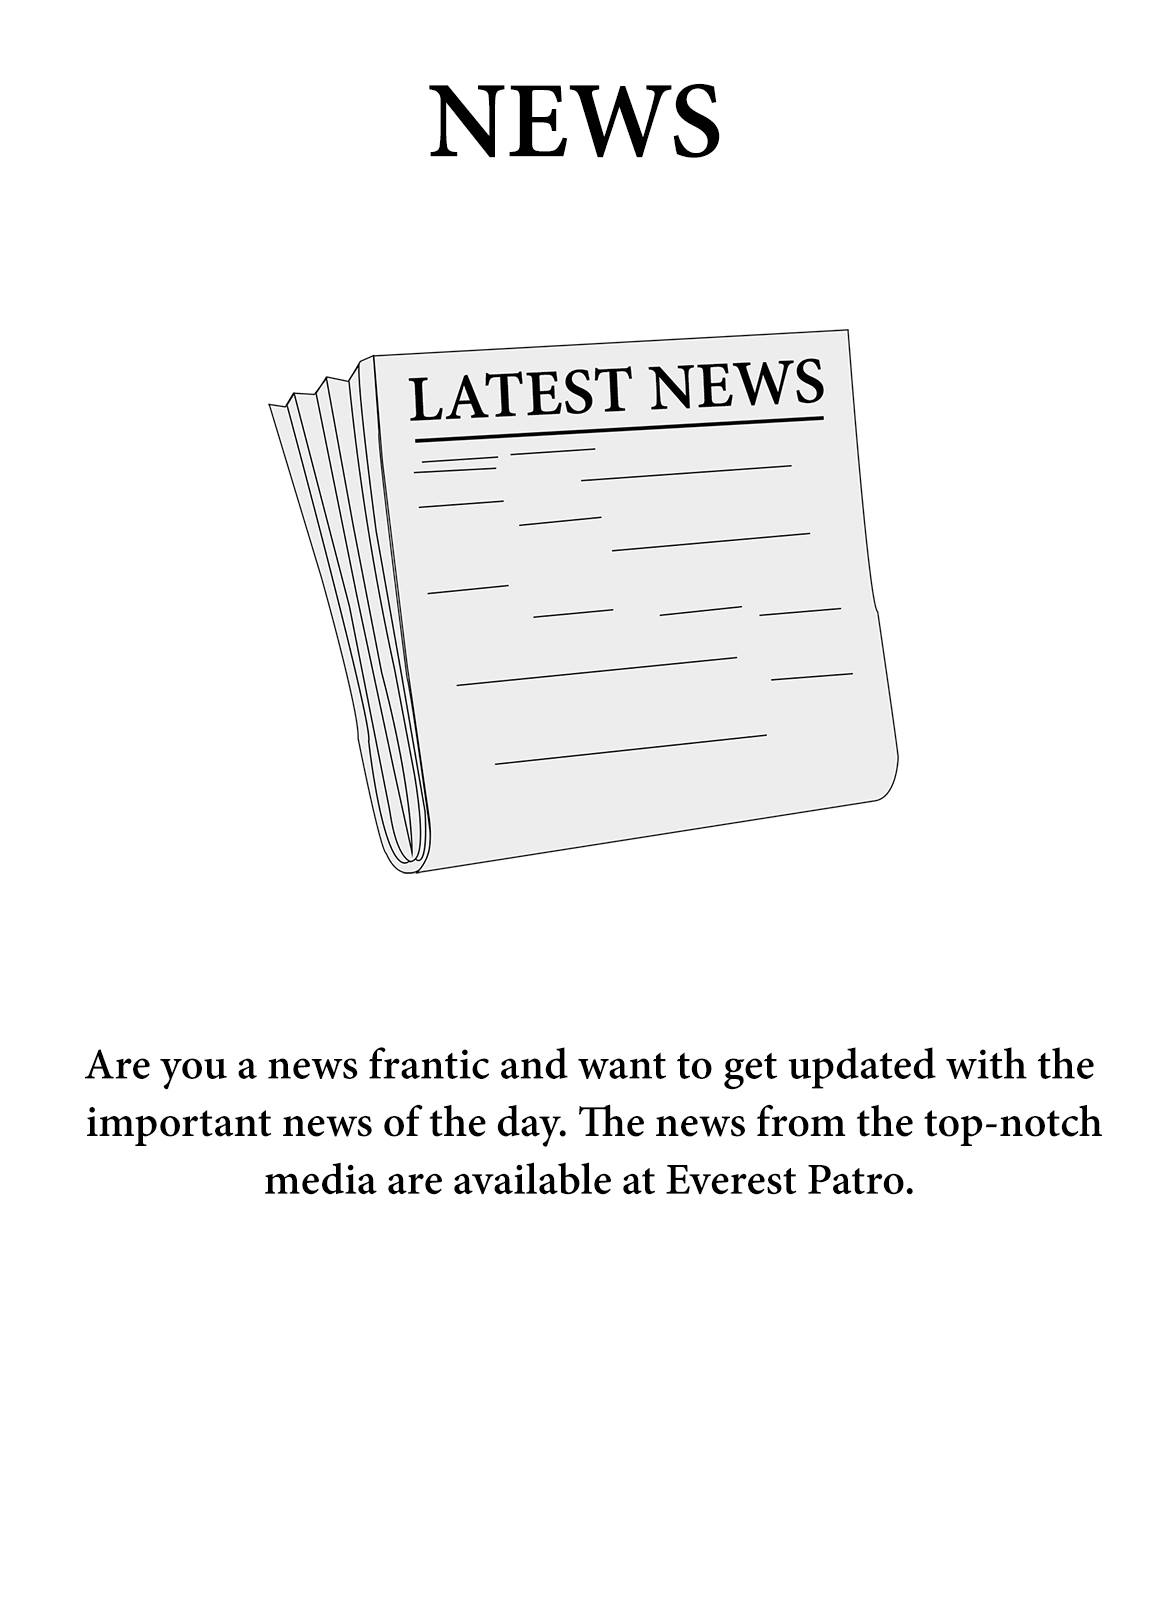 NEWS
LATEST NEWS
Are you a news frantic and want to get updated with the
important news of the day. The news from the top-notch
media are available at Everest Patro.